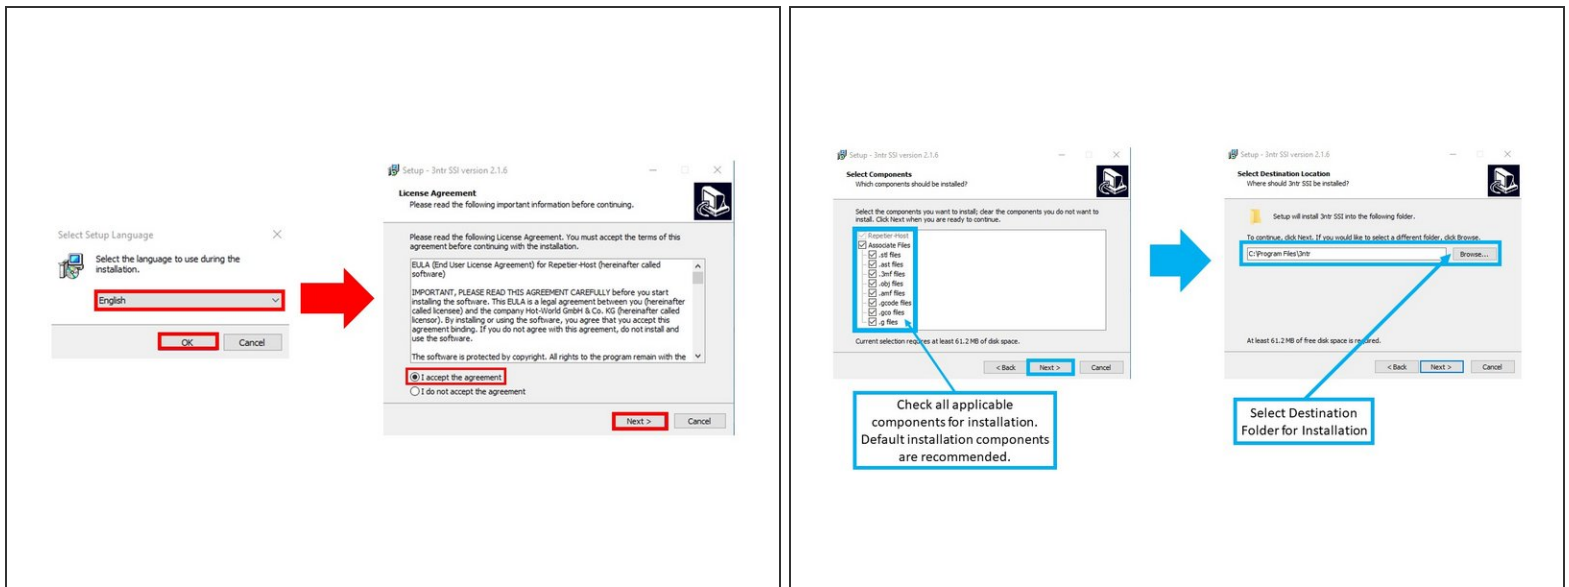 Select Setup Language
Select the language to use during the
installation.
English
OK
Cancel
Setup - 3ntr SSI version 2.1.6
License Agreement
Please read the following important information before continuing.
Please read the following License Agreement. You must accept the terms of this
agreement before continuing with the installation.
EULA (End User License Agreement) for Repetier-Host (hereinafter called
software)
IMPORTANT, PLEASE READ THIS AGREEMENT CAREFULLY before you start
installing the software. This EULA is a legal agreement between you (hereinafter
called licensee) and the company Hot-World GmbH & Co. KG (hereinafter called
licensor). By installing or using the software, you agree that you accept this
agreement binding. If you do not agree with this agreement, do not install and
use the software.
The software is protected by copyright. All rights to the program remain with the
I accept the agreement
I do not accept the agreement
Next >
Cancel
Setup - 3ntr SSI version 2.1.6
Select Components
Which components should be installed?
Select the components you want to install; clear the components you do not want to
install. Click Next when you are ready to continue.
Repetier-Host
Associate Files
.stl files
.ast files
.3mf files
.obj files
.amf files
.gcode files
.gco files
.g files
Current selection requires at least 61.2 MB of disk space.
< Back
Next >
Cancel
Check all applicable
components for installation.
Default installation components
are recommended.
Setup - 3ntr SSI version 2.1.6
Select Destination Location
Where should 3ntr SSI be installed?
Setup will install 3ntr SSI into the following folder.
To continue, click Next. If you would like to select a different folder, click Browse.
C:\Program Files\3ntr
Browse...
At least 61.2 MB of free disk space is required.
< Back
Next >
Cancel
Select Destination
Folder for Installation